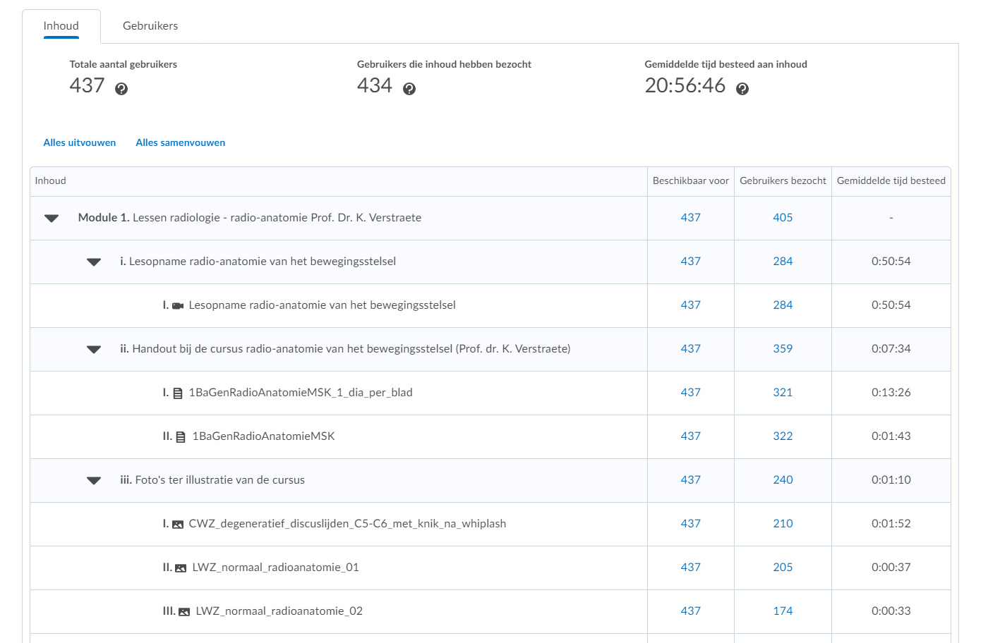 Inhoud Gebruikers
Totale aantal gebruikers Gebruikers die inhoud hebben bezocht Gemiddelde tijd besteed aan inhoud
437 434 20:56:46
Alles uitvouwen Alles samenvouwen
Inhoud Beschikbaar voor Gebruikers bezocht Gemiddelde tijd besteed
Module 1. Lessen radiologie - radio-anatomie Prof. Dr. K. Verstraete 437 405 -
i. Lesopname radio-anatomie van het bewegingsstelsel 437 284 0:50:54
I. Lesopname radio-anatomie van het bewegingsstelsel 437 284 0:50:54
ii. Handout bij de cursus radio-anatomie van het bewegingsstelsel (Prof. dr. K. Verstraete) 437 359 0:07:34
I. 1BaGenRadioAnatomieMSK_1_dia_per_blad 437 321 0:13:26
II. 1BaGenRadioAnatomieMSK 437 322 0:01:43
iii. Foto's ter illustratie van de cursus 437 240 0:01:10
I. CWZ_degeneratief_discuslijden_C5-C6_met_knik_na_whiplash 437 210 0:01:52
II. LWZ_normaal_radioanatomie_01 437 205 0:00:37
III. LWZ_normaal_radioanatomie_02 437 174 0:00:33